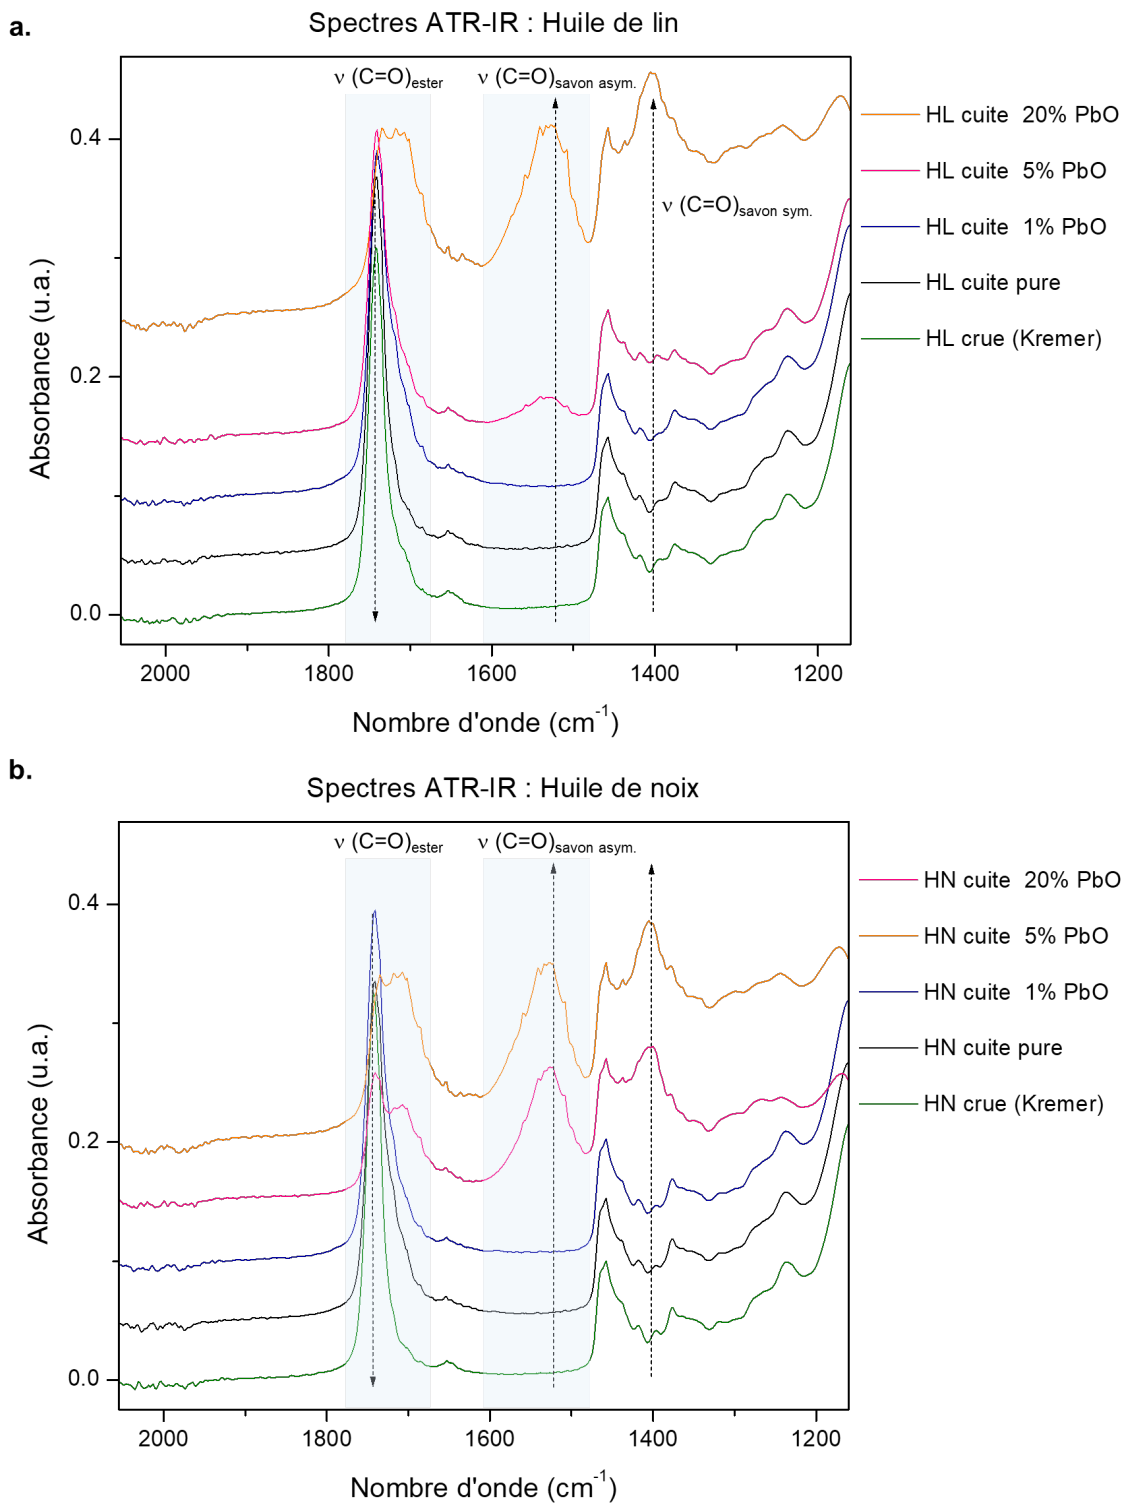 a.
Spectres ATR-IR : Huile de lin
ν (C=O)ester
ν (C=O)savon asym.
ν (C=O)savon sym.
HL cuite 20% PbO
HL cuite 5% PbO
HL cuite 1% PbO
HL cuite pure
HL crue (Kremer)
Absorbance (u.a.)
0.4
0.2
0.0
2000
1800
1600
1400
1200
Nombre d'onde (cm-1)
b.
Spectres ATR-IR : Huile de noix
ν (C=O)ester
ν (C=O)savon asym.
HN cuite 20% PbO
HN cuite 5% PbO
HN cuite 1% PbO
HN cuite pure
HN crue (Kremer)
Absorbance (u.a.)
0.4
0.2
0.0
2000
1800
1600
1400
1200
Nombre d'onde (cm-1)